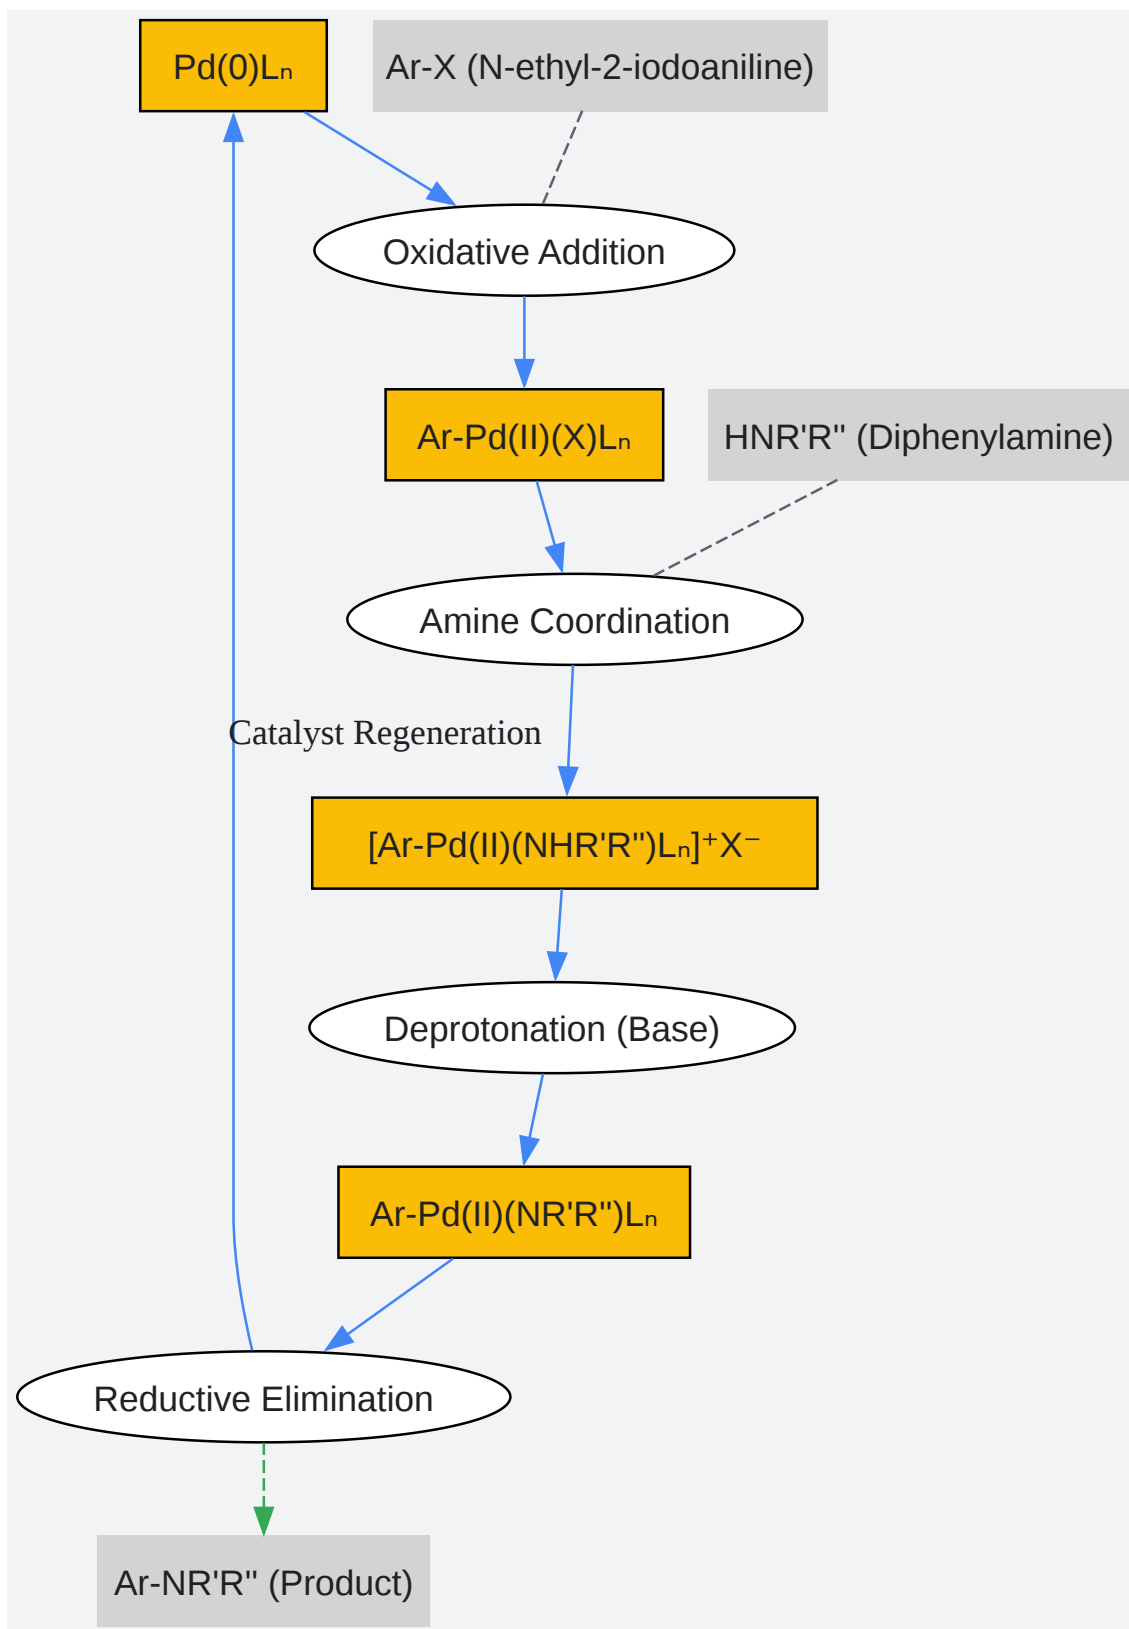 Pd(0)Lₙ
Ar-X (N-ethyl-2-iodoaniline)
Oxidative Addition
Ar-Pd(II)(X)Lₙ
HNR'R" (Diphenylamine)
Amine Coordination
Catalyst Regeneration
[Ar-Pd(II)(NHR'R")Lₙ]⁺X⁻
Deprotonation (Base)
Ar-Pd(II)(NR'R")Lₙ
Reductive Elimination
Ar-NR'R" (Product)